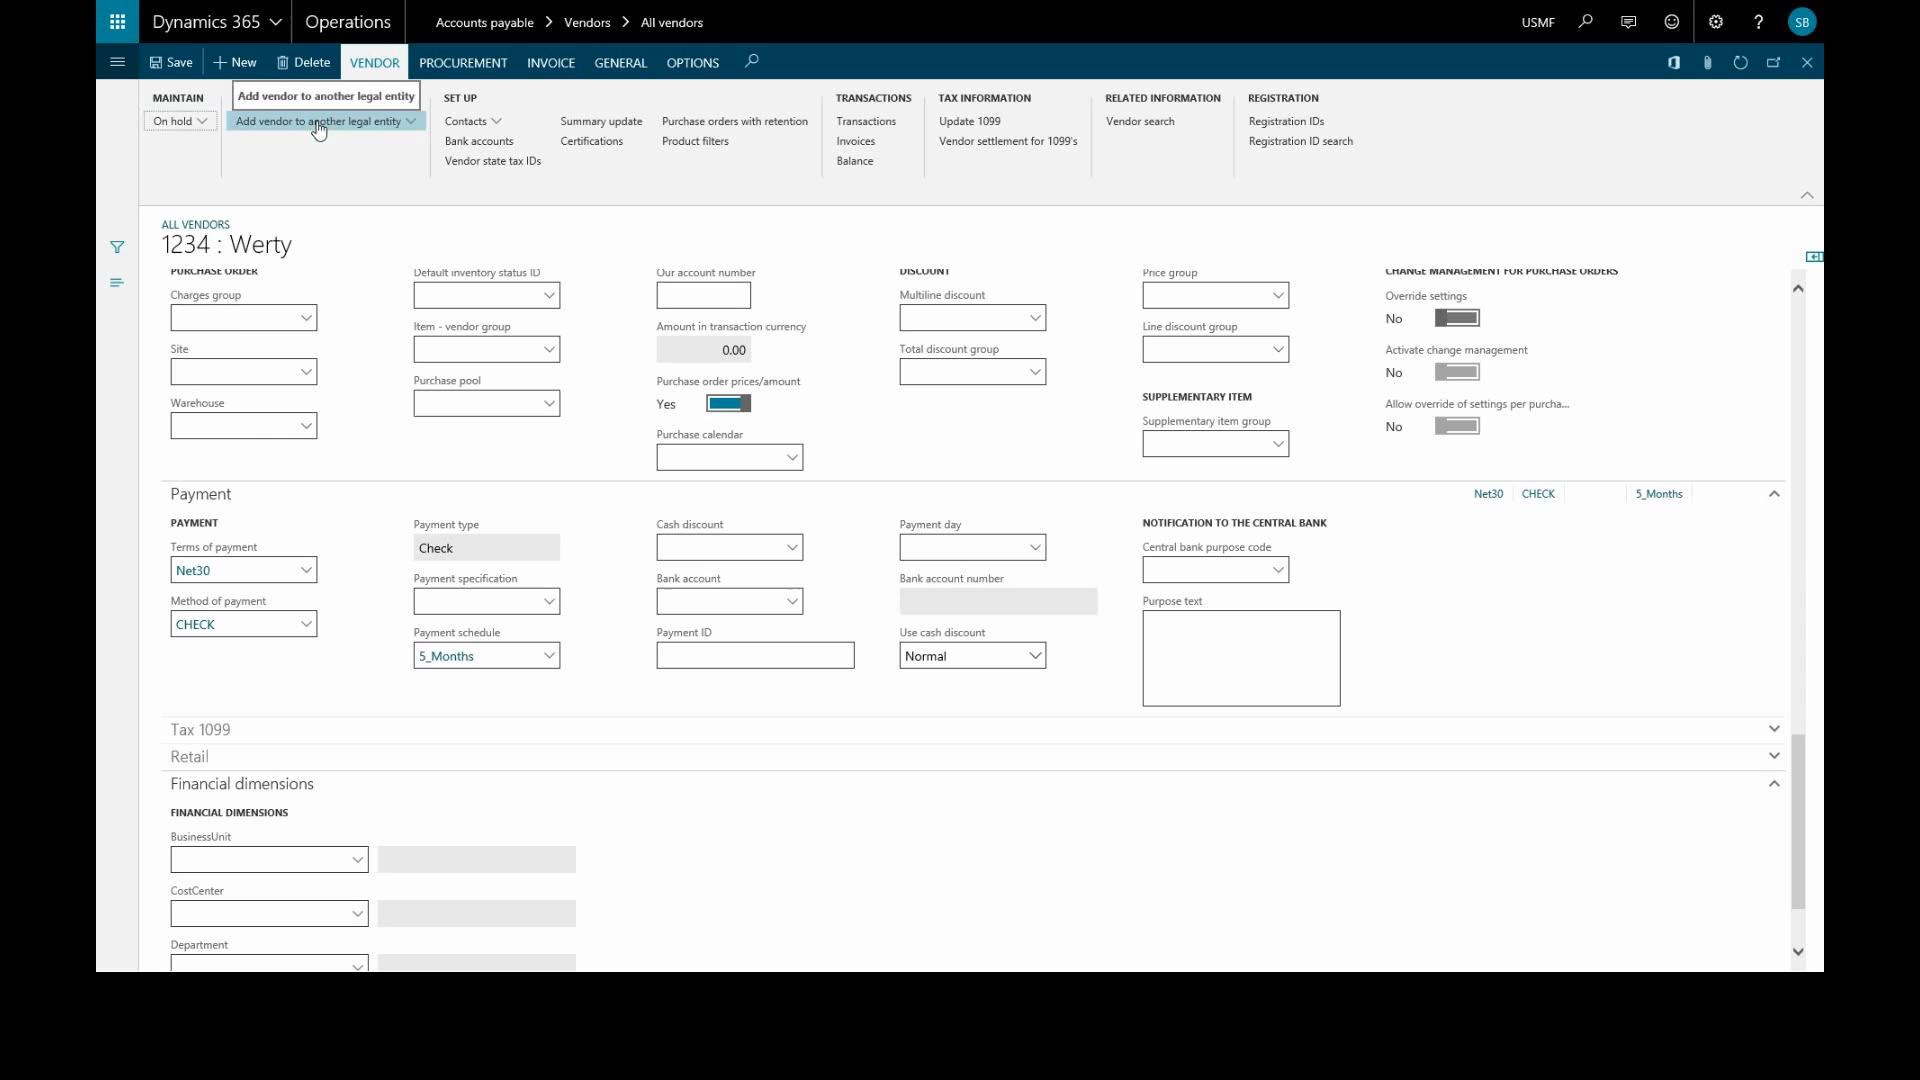 Dynamics 365 Operations Accounts payable > Vendors > All vendors USMF ? SB
Save + New Delete VENDOR PROCUREMENT INVOICE GENERAL OPTIONS
MAINTAIN
On hold
Add vendor to another legal entity
Add vendor to another legal entity
SET UP
Contacts Summary update Purchase orders with retention
Bank accounts Certifications Product filters
Vendor state tax IDs
TRANSACTIONS
Transactions
Invoices
Balance
TAX INFORMATION
Update 1099
Vendor settlement for 1099's
RELATED INFORMATION
Vendor search
REGISTRATION
Registration IDs
Registration ID search
ALL VENDORS
1234 : Werty
PURCHASE ORDER
Charges group
Site
Warehouse
Default inventory status ID
Item - vendor group
Purchase pool
Our account number
Amount in transaction currency
0.00
Purchase order prices/amount
Yes
Purchase calendar
DISCOUNT
Multiline discount
Total discount group
Price group
Line discount group
SUPPLEMENTARY ITEM
Supplementary item group
CHANGE MANAGEMENT FOR PURCHASE ORDERS
Override settings
No
Activate change management
No
Allow override of settings per purcha...
No
Payment Net30 CHECK 5_Months
PAYMENT
Terms of payment
Net30
Method of payment
CHECK
Payment type
Check
Payment specification
Payment schedule
5_Months
Cash discount
Bank account
Payment ID
Payment day
Bank account number
Use cash discount
Normal
NOTIFICATION TO THE CENTRAL BANK
Central bank purpose code
Purpose text
Tax 1099
Retail
Financial dimensions
FINANCIAL DIMENSIONS
BusinessUnit
CostCenter
Department